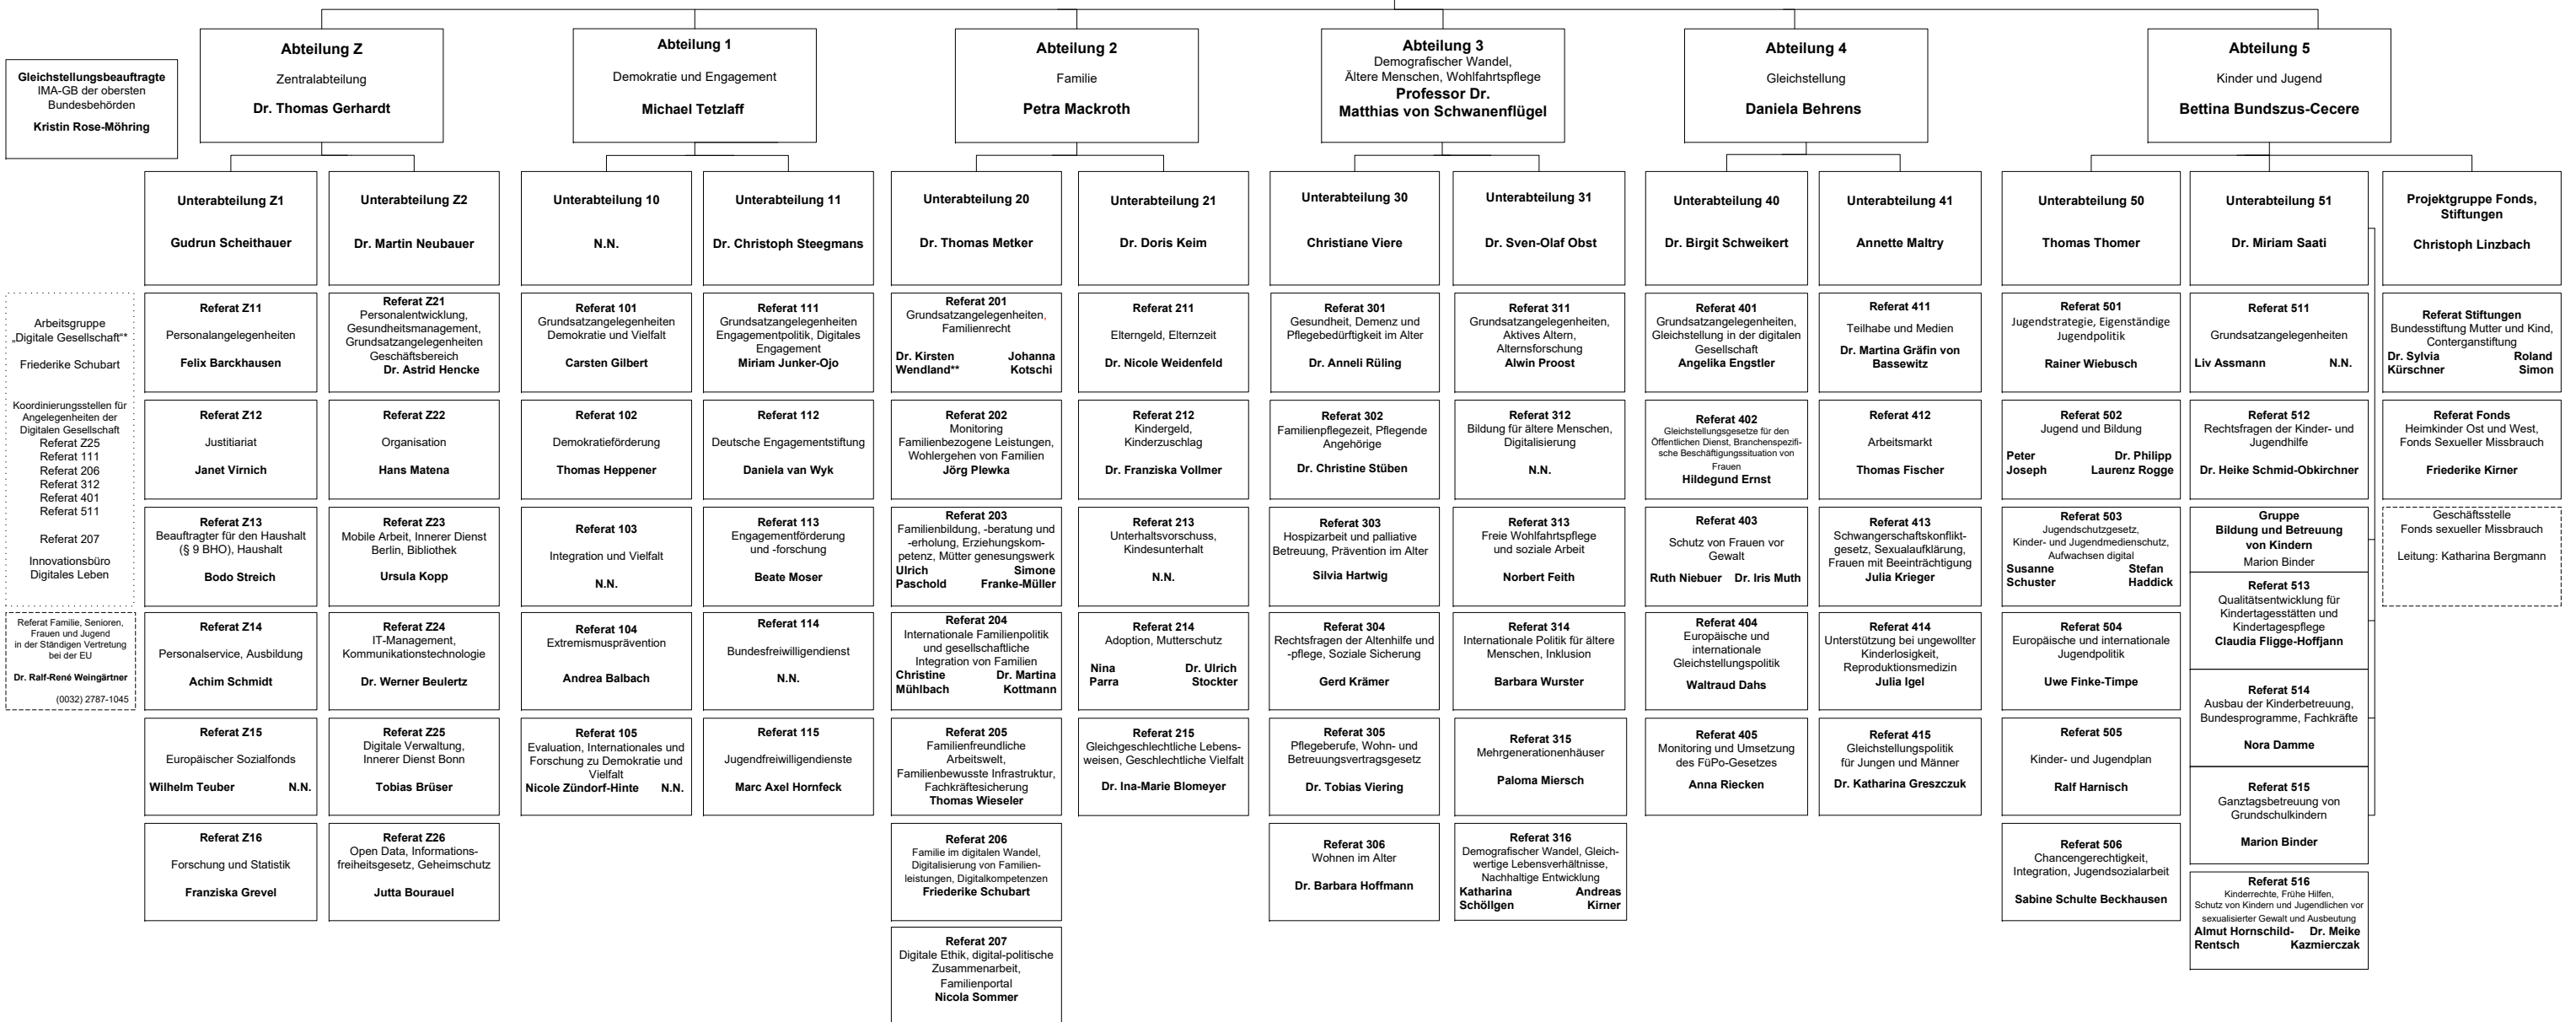 Gleichstellungsbeauftragte
IMA-GB der obersten
Bundesbehörden
Kristin Rose-Möhring
Abteilung Z
Zentralabteilung
Dr. Thomas Gerhardt
Abteilung 1
Demokratie und Engagement
Michael Tetzlaff
Abteilung 2
Familie
Petra Mackroth
Abteilung 3
Demografischer Wandel,
Ältere Menschen, Wohlfahrtspflege
Professor Dr.
Matthias von Schwanenflügel
Abteilung 4
Gleichstellung
Daniela Behrens
Abteilung 5
Kinder und Jugend
Bettina Bundszus-Cecere
Arbeitsgruppe
„Digitale Gesellschaft“*
Friederike Schubart
Koordinierungsstellen für
Angelegenheiten der
Digitalen Gesellschaft
Referat Z25
Referat 111
Referat 206
Referat 312
Referat 401
Referat 511
Referat 207
Innovationsbüro
Digitales Leben
Referat Familie, Senioren,
Frauen und Jugend
in der Ständigen Vertretung
bei der EU
Dr. Ralf-René Weingärtner
(0032) 2787-1045
Unterabteilung Z1
Gudrun Scheithauer
Referat Z11
Personalangelegenheiten
Felix Barckhausen
Referat Z12
Justitiariat
Janet Virnich
Referat Z13
Beauftragter für den Haushalt
(§ 9 BHO), Haushalt
Bodo Streich
Referat Z14
Personalservice, Ausbildung
Achim Schmidt
Referat Z15
Europäischer Sozialfonds
Wilhelm Teuber N.N.
Referat Z16
Forschung und Statistik
Franziska Grevel
Unterabteilung Z2
Dr. Martin Neubauer
Referat Z21
Personalentwicklung,
Gesundheitsmanagement,
Grundsatzangelegenheiten
Geschäftsbereich
Dr. Astrid Hencke
Referat Z22
Organisation
Hans Matena
Referat Z23
Mobile Arbeit, Innerer Dienst
Berlin, Bibliothek
Ursula Kopp
Referat Z24
IT-Management,
Kommunikationstechnologie
Dr. Werner Beulertz
Referat Z25
Digitale Verwaltung,
Innerer Dienst Bonn
Tobias Brüser
Referat Z26
Open Data, Informations-
freiheitsgesetz, Geheimschutz
Jutta Bourauel
Unterabteilung 10
N.N.
Referat 101
Grundsatzangelegenheiten
Demokratie und Vielfalt
Carsten Gilbert
Referat 102
Demokratieförderung
Thomas Heppener
Referat 103
Integration und Vielfalt
N.N.
Referat 104
Extremismusprävention
Andrea Balbach
Referat 105
Evaluation, Internationales und
Forschung zu Demokratie und
Vielfalt
Nicole Zündorf-Hinte N.N.
Unterabteilung 11
Dr. Christoph Steegmans
Referat 111
Grundsatzangelegenheiten
Engagementpolitik, Digitales
Engagement
Miriam Junker-Ojo
Referat 112
Deutsche Engagementstiftung
Daniela van Wyk
Referat 113
Engagementförderung
und -forschung
Beate Moser
Referat 114
Bundesfreiwilligendienst
N.N.
Referat 115
Jugendfreiwilligendienste
Marc Axel Hornfeck
Unterabteilung 20
Dr. Thomas Metker
Referat 201
Grundsatzangelegenheiten,
Familienrecht
Dr. Kirsten Johanna
Wendland** Kotschi
Referat 202
Monitoring
Familienbezogene Leistungen,
Wohlergehen von Familien
Jörg Plewka
Referat 203
Familienbildung, -beratung und
-erholung, Erziehungskom-
petenz, Mütter genesungswerk
Ulrich Simone
Paschold Franke-Müller
Referat 204
Internationale Familienpolitik
und gesellschaftliche
Integration von Familien
Christine Dr. Martina
Mühlbach Kottmann
Referat 205
Familienfreundliche
Arbeitswelt,
Familienbewusste Infrastruktur,
Fachkräftesicherung
Thomas Wieseler
Referat 206
Familie im digitalen Wandel,
Digitalisierung von Familien-
leistungen, Digitalkompetenzen
Friederike Schubart
Referat 207
Digitale Ethik, digital-politische
Zusammenarbeit,
Familienportal
Nicola Sommer
Unterabteilung 21
Dr. Doris Keim
Referat 211
Elterngeld, Elternzeit
Dr. Nicole Weidenfeld
Referat 212
Kindergeld,
Kinderzuschlag
Dr. Franziska Vollmer
Referat 213
Unterhaltsvorschuss,
Kindesunterhalt
N.N.
Referat 214
Adoption, Mutterschutz
Nina Dr. Ulrich
Parra Stockter
Referat 215
Gleichgeschlechtliche Lebens-
weisen, Geschlechtliche Vielfalt
Dr. Ina-Marie Blomeyer
Unterabteilung 30
Christiane Viere
Referat 301
Gesundheit, Demenz und
Pflegebedürftigkeit im Alter
Dr. Anneli Rüling
Referat 302
Familienpflegezeit, Pflegende
Angehörige
Dr. Christine Stüben
Referat 303
Hospizarbeit und palliative
Betreuung, Prävention im Alter
Silvia Hartwig
Referat 304
Rechtsfragen der Altenhilfe und
-pflege, Soziale Sicherung
Gerd Krämer
Referat 305
Pflegeberufe, Wohn- und
Betreuungsvertragsgesetz
Dr. Tobias Viering
Referat 306
Wohnen im Alter
Dr. Barbara Hoffmann
Unterabteilung 31
Dr. Sven-Olaf Obst
Referat 311
Grundsatzangelegenheiten,
Aktives Altern,
Alternsforschung
Alwin Proost
Referat 312
Bildung für ältere Menschen,
Digitalisierung
N.N.
Referat 313
Freie Wohlfahrtspflege
und soziale Arbeit
Norbert Feith
Referat 314
Internationale Politik für ältere
Menschen, Inklusion
Barbara Wurster
Referat 315
Mehrgenerationenhäuser
Paloma Miersch
Referat 316
Demografischer Wandel, Gleich-
wertige Lebensverhältnisse,
Nachhaltige Entwicklung
Katharina Andreas
Schöllgen Kirner
Unterabteilung 40
Dr. Birgit Schweikert
Referat 401
Grundsatzangelegenheiten,
Gleichstellung in der digitalen
Gesellschaft
Angelika Engstler
Referat 402
Gleichstellungsgesetze für den
Öffentlichen Dienst, Branchenspezifi-
sche Beschäftigungssituation von
Frauen
Hildegund Ernst
Referat 403
Schutz von Frauen vor
Gewalt
Ruth Niebuer Dr. Iris Muth
Referat 404
Europäische und
internationale
Gleichstellungspolitik
Waltraud Dahs
Referat 405
Monitoring und Umsetzung
des FüPo-Gesetzes
Anna Riecken
Unterabteilung 41
Annette Maltry
Referat 411
Teilhabe und Medien
Dr. Martina Gräfin von
Bassewitz
Referat 412
Arbeitsmarkt
Thomas Fischer
Referat 413
Schwangerschaftskonflikt-
gesetz, Sexualaufklärung,
Frauen mit Beeinträchtigung
Julia Krieger
Referat 414
Unterstützung bei ungewollter
Kinderlosigkeit,
Reproduktionsmedizin
Julia Igel
Referat 415
Gleichstellungspolitik
für Jungen und Männer
Dr. Katharina Greszczuk
Unterabteilung 50
Thomas Thomer
Referat 501
Jugendstrategie, Eigenständige
Jugendpolitik
Rainer Wiebusch
Referat 502
Jugend und Bildung
Peter Dr. Philipp
Joseph Laurenz Rogge
Referat 503
Jugendschutzgesetz,
Kinder- und Jugendmedienschutz,
Aufwachsen digital
Susanne Stefan
Schuster Haddick
Referat 504
Europäische und internationale
Jugendpolitik
Uwe Finke-Timpe
Referat 505
Kinder- und Jugendplan
Ralf Harnisch
Referat 506
Chancengerechtigkeit,
Integration, Jugendsozialarbeit
Sabine Schulte Beckhausen
Unterabteilung 51
Dr. Miriam Saati
Referat 511
Grundsatzangelegenheiten
Liv Assmann N.N.
Referat 512
Rechtsfragen der Kinder- und
Jugendhilfe
Dr. Heike Schmid-Obkirchner
Gruppe
Bildung und Betreuung
von Kindern
Marion Binder
Referat 513
Qualitätsentwicklung für
Kindertagesstätten und
Kindertagespflege
Claudia Fligge-Hoffjann
Referat 514
Ausbau der Kinderbetreuung,
Bundesprogramme, Fachkräfte
Nora Damme
Referat 515
Ganztagsbetreuung von
Grundschulkindern
Marion Binder
Referat 516
Kinderrechte, Frühe Hilfen,
Schutz von Kindern und Jugendlichen vor
sexualisierter Gewalt und Ausbeutung
Almut Hornschild- Dr. Meike
Rentsch Kazmierczak
Projektgruppe Fonds,
Stiftungen
Christoph Linzbach
Referat Stiftungen
Bundesstiftung Mutter und Kind,
Conterganstiftung
Dr. Sylvia Roland
Kürschner Simon
Referat Fonds
Heimkinder Ost und West,
Fonds Sexueller Missbrauch
Friederike Kirner
Geschäftsstelle
Fonds sexueller Missbrauch
Leitung: Katharina Bergmann